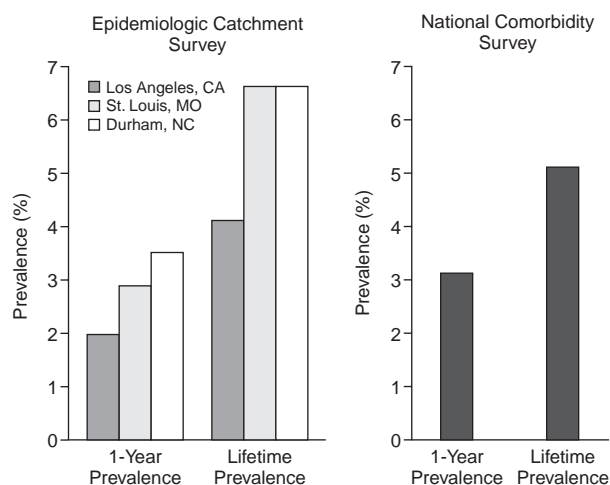 Epidemiologic Catchment
Survey
7
6
5
4
3
2
1
0
Prevalence (%)
Los Angeles, CA
St. Louis, MO
Durham, NC
1-Year
Prevalence
Lifetime
Prevalence
National Comorbidity
Survey
7
6
5
4
3
2
1
0
Prevalence (%)
1-Year
Prevalence
Lifetime
Prevalence